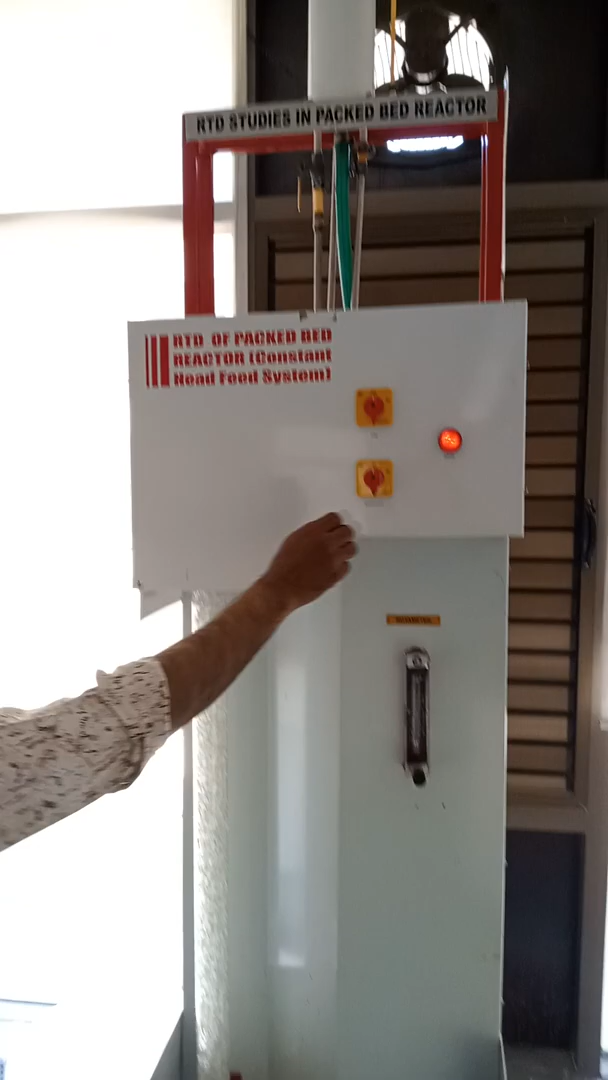 RTD STUDIES IN PACKED BED REACTOR
RTD OF PACKED BED
REACTOR (Constant
Head Feed System)